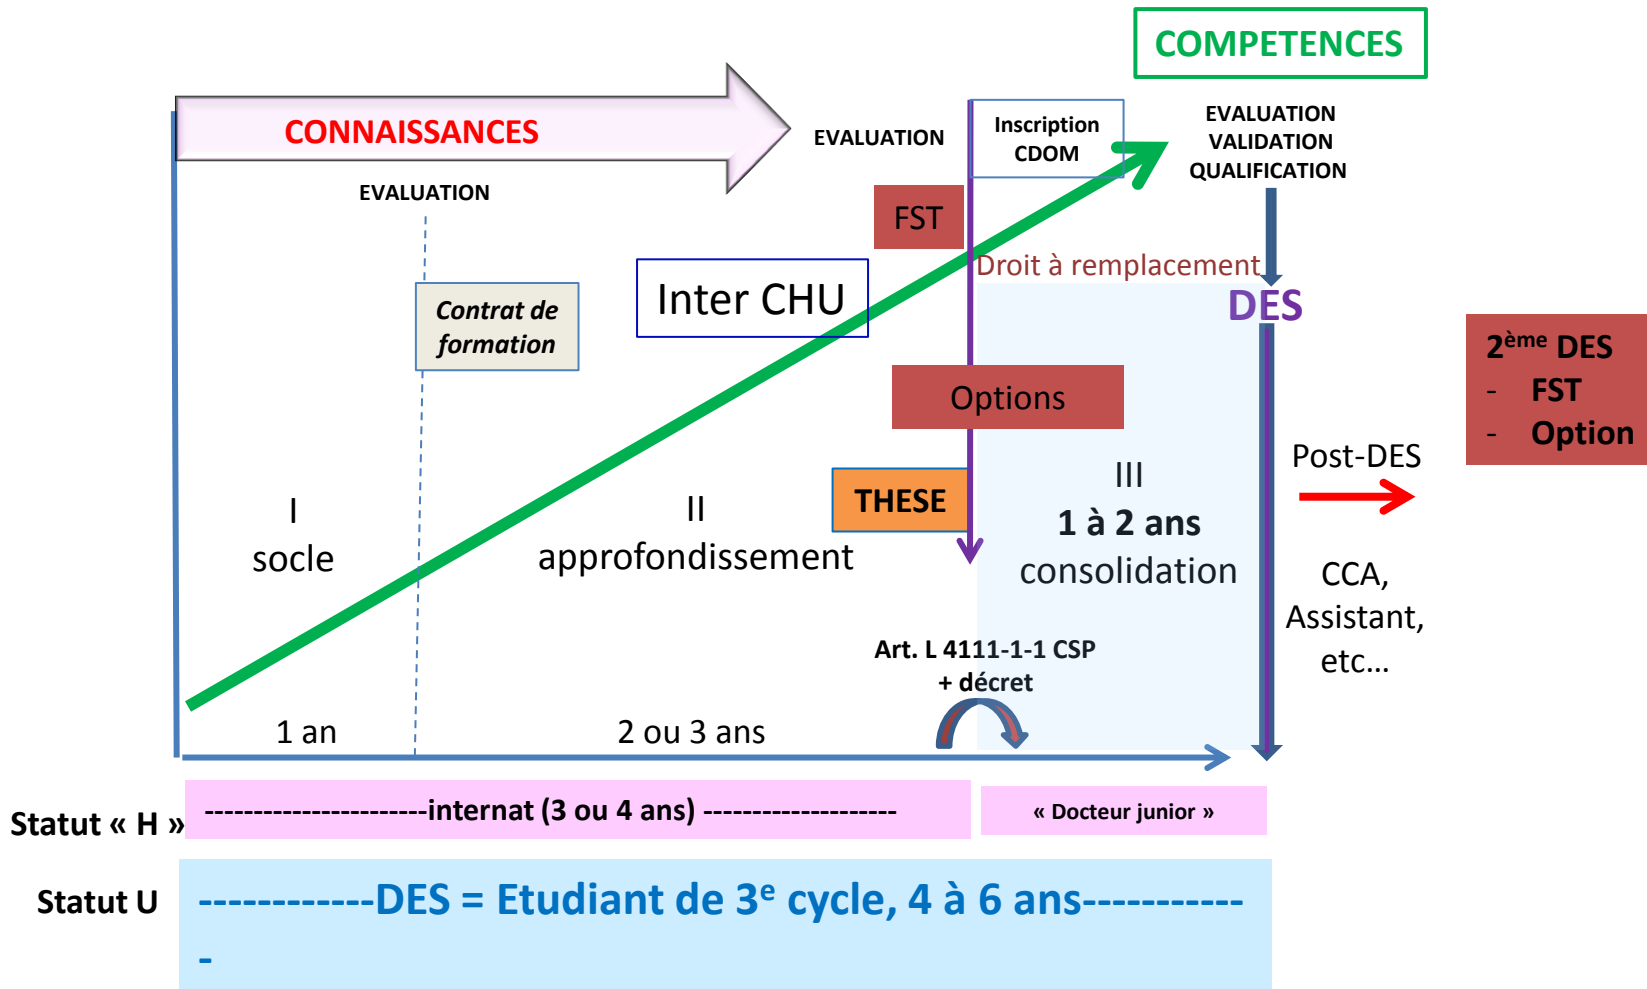 COMPETENCES
CONNAISSANCES
EVALUATION
EVALUATION
Inscription
CDOM
EVALUATION
VALIDATION
QUALIFICATION
FST
Droit à remplacement
Inter CHU
Contrat de
formation
DES
2ème DES
- FST
- Option
Options
Post-DES
THESE
I
socle
II
approfondissement
III
1 à 2 ans
consolidation
CCA,
Assistant,
etc...
Art. L 4111-1-1 CSP
+ décret
1 an
2 ou 3 ans
Statut « H »
-----------------------internat (3 ou 4 ans) --------------------
« Docteur junior »
Statut U
------------DES = Etudiant de 3e cycle, 4 à 6 ans-----------
-